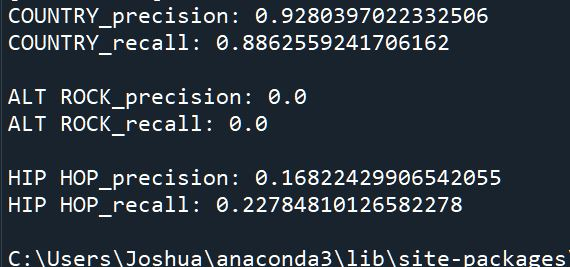 COUNTRY_precision: 0.9280397022332506
COUNTRY_recall: 0.8862559241706162
ALT ROCK_precision: 0.0
ALT ROCK_recall: 0.0
HIP HOP_precision: 0.16822429906542055
HIP HOP_recall: 0.22784810126582278
C:\Users\Joshua\anaconda3\lib\site-packages\